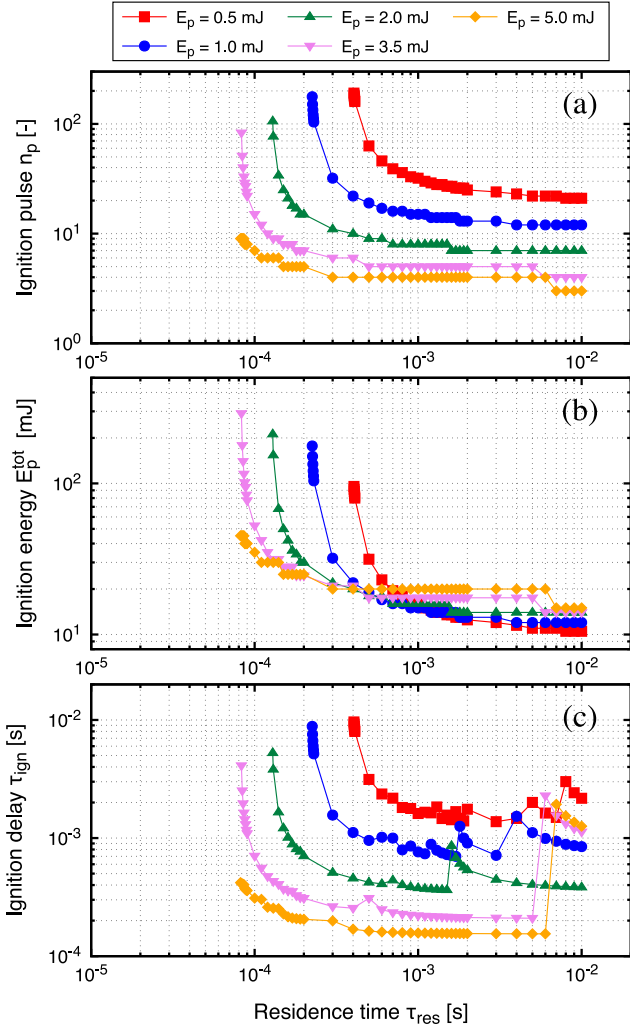 E_p = 0.5 mJ E_p = 2.0 mJ E_p = 5.0 mJ
E_p = 1.0 mJ E_p = 3.5 mJ
(a)
Ignition pulse n_p [-]
10^2
10^1
10^0
10^-5 10^-4 10^-3 10^-2
(b)
Ignition energy E_p^tot [mJ]
10^2
10^1
10^-5 10^-4 10^-3 10^-2
(c)
Ignition delay τ_ign [s]
10^-2
10^-3
10^-4
10^-5 10^-4 10^-3 10^-2
Residence time τ_res [s]